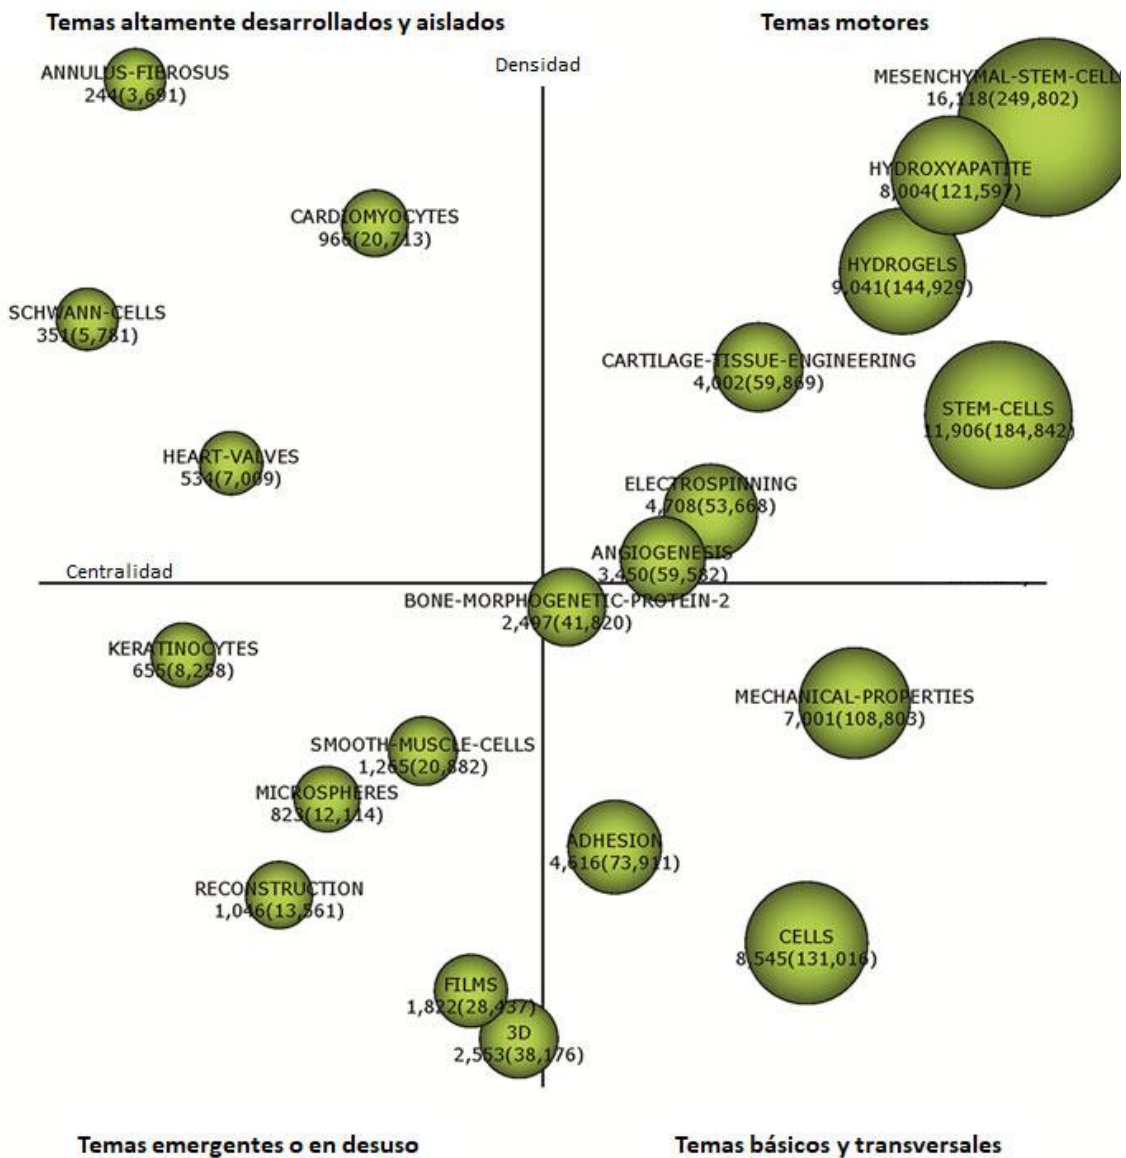 Temas altamente desarrollados y aislados
Temas motores
Densidad
ANNULUS-FIBROSUS
244(3,691)
MESENCHYMAL-STEM-CELLS
16,118(249,802)
HYDROXYAPATITE
8,004(121,597)
CARDIOMYOCYTES
966(20,713)
HYDROGELS
9,041(144,929)
SCHWANN-CELLS
351(5,781)
CARTILAGE-TISSUE-ENGINEERING
4,002(59,869)
STEM-CELLS
11,906(184,842)
HEART-VALVES
534(7,009)
ELECTROSPINNING
4,708(53,668)
ANGIOGENESIS
3,450(59,532)
Centralidad
BONE-MORPHOGENETIC-PROTEIN-2
2,497(41,820)
KERATINOCYTES
655(8,258)
MECHANICAL-PROPERTIES
7,001(108,803)
SMOOTH-MUSCLE-CELLS
1,265(20,882)
MICROSPHERES
823(12,114)
ADHESION
4,616(73,911)
RECONSTRUCTION
1,046(13,561)
CELLS
8,545(131,016)
FILMS
1,822(28,437)
3D
2,553(38,176)
Temas emergentes o en desuso
Temas básicos y transversales